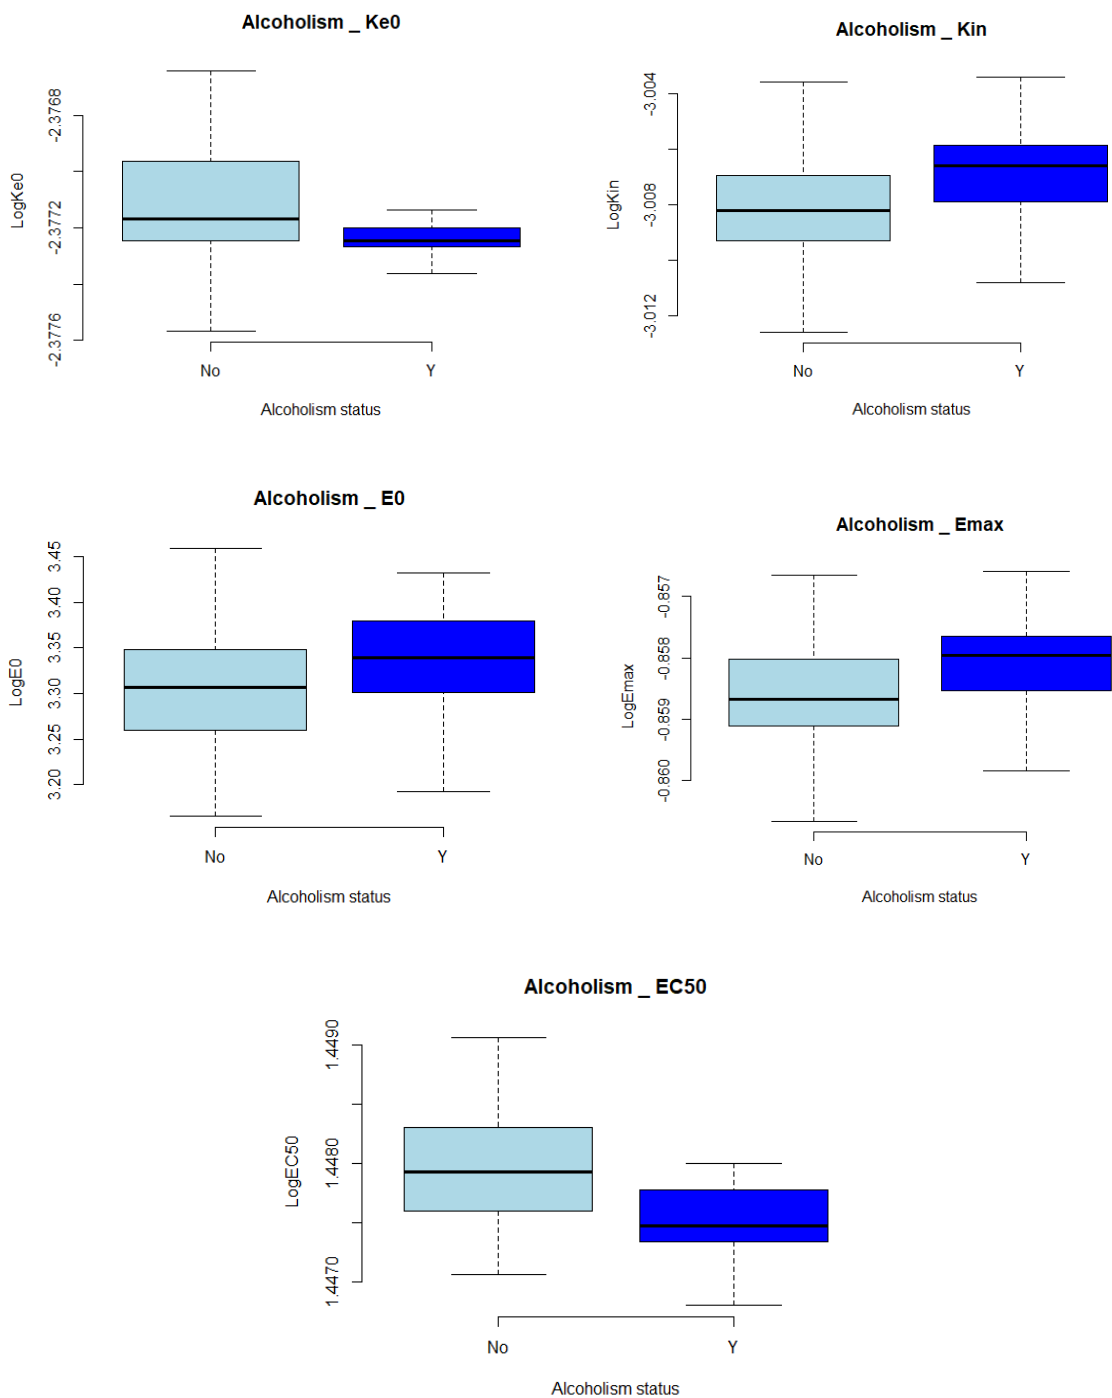 Alcoholism _ Ke0
LogKe0
-2.3768
-2.3772
-2.3776
No
Y
Alcoholism status
Alcoholism _ Kin
LogKin
-3.004
-3.008
-3.012
No
Y
Alcoholism status
Alcoholism _ E0
LogE0
3.45
3.40
3.35
3.30
3.25
3.20
No
Y
Alcoholism status
Alcoholism _ Emax
LogEmax
-0.857
-0.858
-0.859
-0.860
No
Y
Alcoholism status
Alcoholism _ EC50
LogEC50
1.4490
1.4480
1.4470
No
Y
Alcoholism status